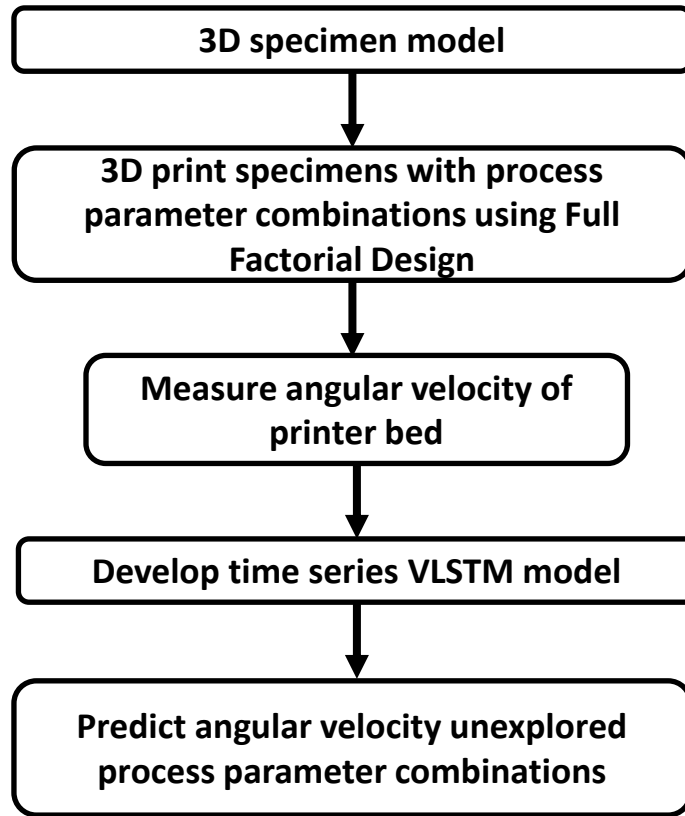 3D specimen model
3D print specimens with process
parameter combinations using Full
Factorial Design
Measure angular velocity of
printer bed
Develop time series VLSTM model
Predict angular velocity unexplored
process parameter combinations